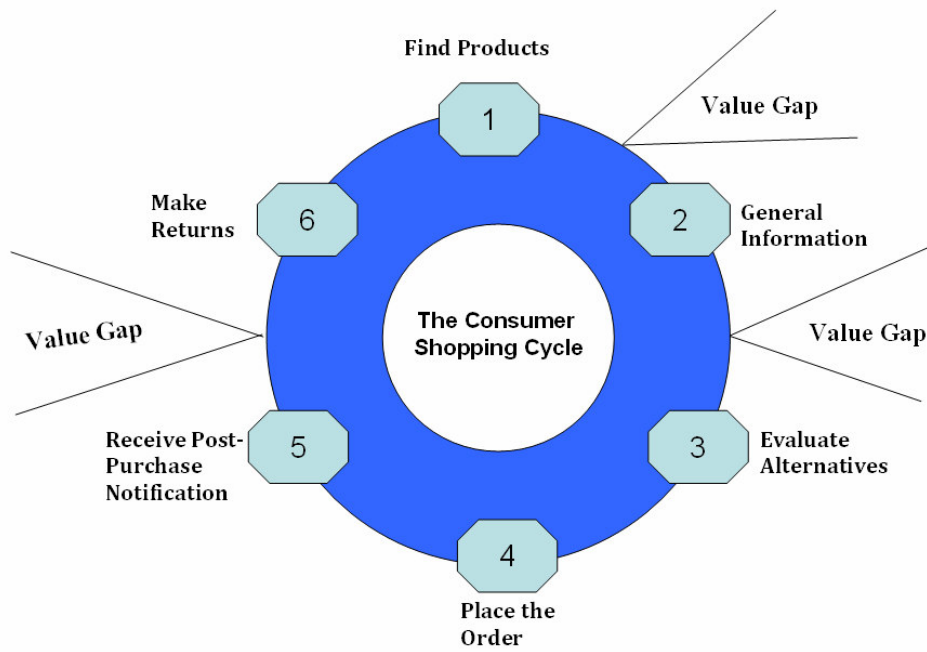 Find Products
1
Value Gap
Make
Returns
6
2
General
Information
Value Gap
The Consumer
Shopping Cycle
Value Gap
Receive Post-
Purchase
Notification
5
3
Evaluate
Alternatives
4
Place the
Order